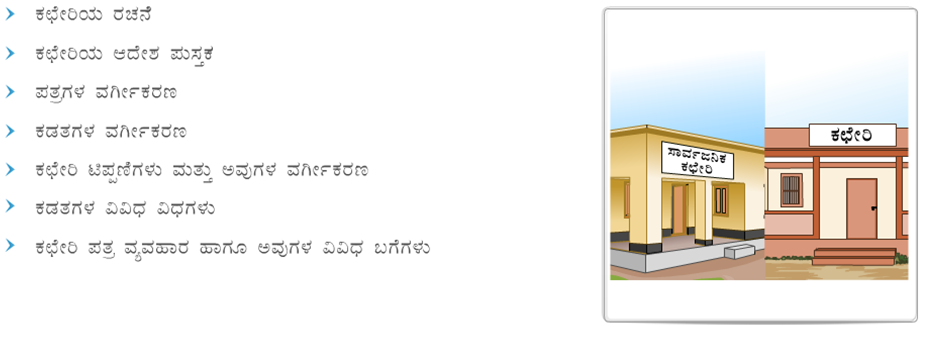 ಕಛೇರಿಯ ರಚನೆ
ಕಛೇರಿಯ ಆದೇಶ ಪುಸ್ತಕ
ಪತ್ರಗಳ ವರ್ಗೀಕರಣ
ಕಡತಗಳ ವರ್ಗೀಕರಣ
ಕಛೇರಿ ಟಿಪ್ಪಣಿಗಳು ಮತ್ತು ಅವುಗಳ ವರ್ಗೀಕರಣ
ಕಡತಗಳ ವಿವಿಧ ವಿಧಗಳು
ಕಛೇರಿ ಪತ್ರ ವ್ಯವಹಾರ ಹಾಗೂ ಅವುಗಳ ವಿವಿಧ ಬಗೆಗಳು
ಸಾರ್ವಜನಿಕ
ಕಛೇರಿ
ಕಛೇರಿ